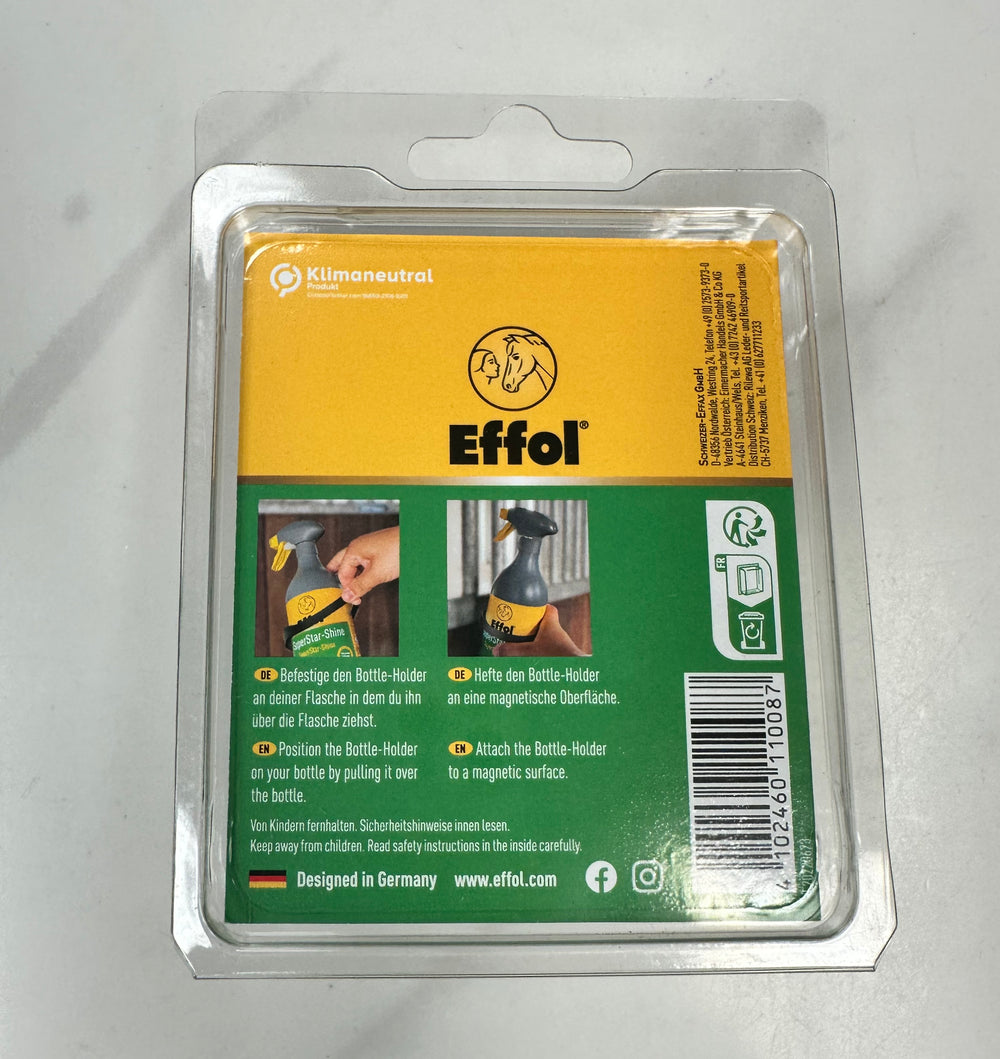 Klimaneutral
Produkt
Effol®
SCHWEIZER-EFFAX GMBH
D-48356 Nordwalde, Westring 24, Telefon +49 (0) 2573-9373-0
Vertrieb Österreich: Eimermacher Handels GmbH & Co KG
A-4641 Steinhaus/Wels, Tel. +43 (0) 7242 46909-0
Distribution Schweiz: Rilewa AG Leder- und Reitsportartikel
CH-5737 Menziken, Tel. +41 (0) 627711233
SuperStar-Shine
Effol
FR
DE Befestige den Bottle-Holder
an deiner Flasche in dem du ihn
über die Flasche ziehst.
EN Position the Bottle-Holder
on your bottle by pulling it over
the bottle.
DE Hefte den Bottle-Holder
an eine magnetische Oberfläche.
EN Attach the Bottle-Holder
to a magnetic surface.
Von Kindern fernhalten. Sicherheitshinweise innen lesen.
Keep away from children. Read safety instructions in the inside carefully.
Designed in Germany www.effol.com
4 102460 110087